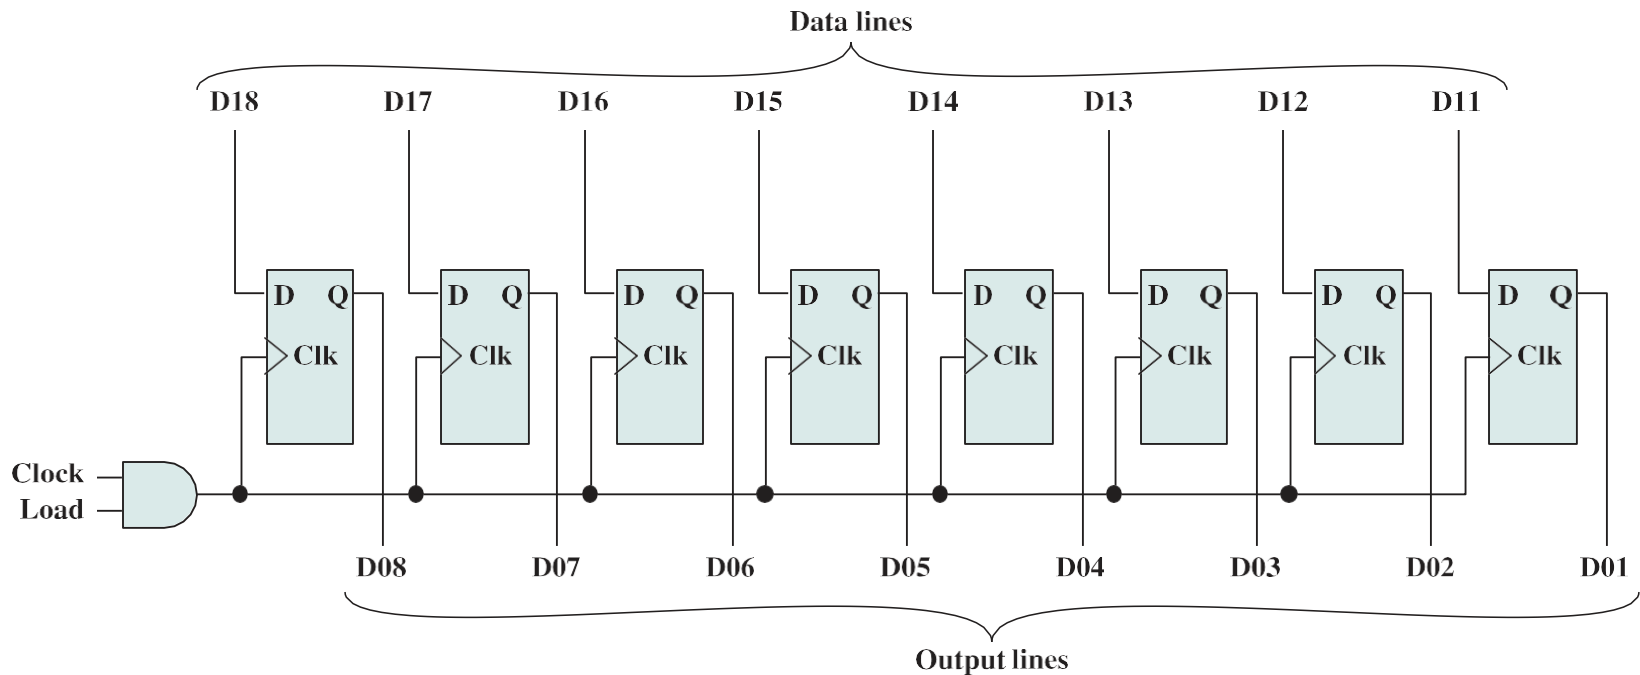 Data lines
D18 D17 D16 D15 D14 D13 D12 D11
D Q D Q D Q D Q D Q D Q D Q D Q
Clk Clk Clk Clk Clk Clk Clk Clk
Clock
Load
D08 D07 D06 D05 D04 D03 D02 D01
Output lines